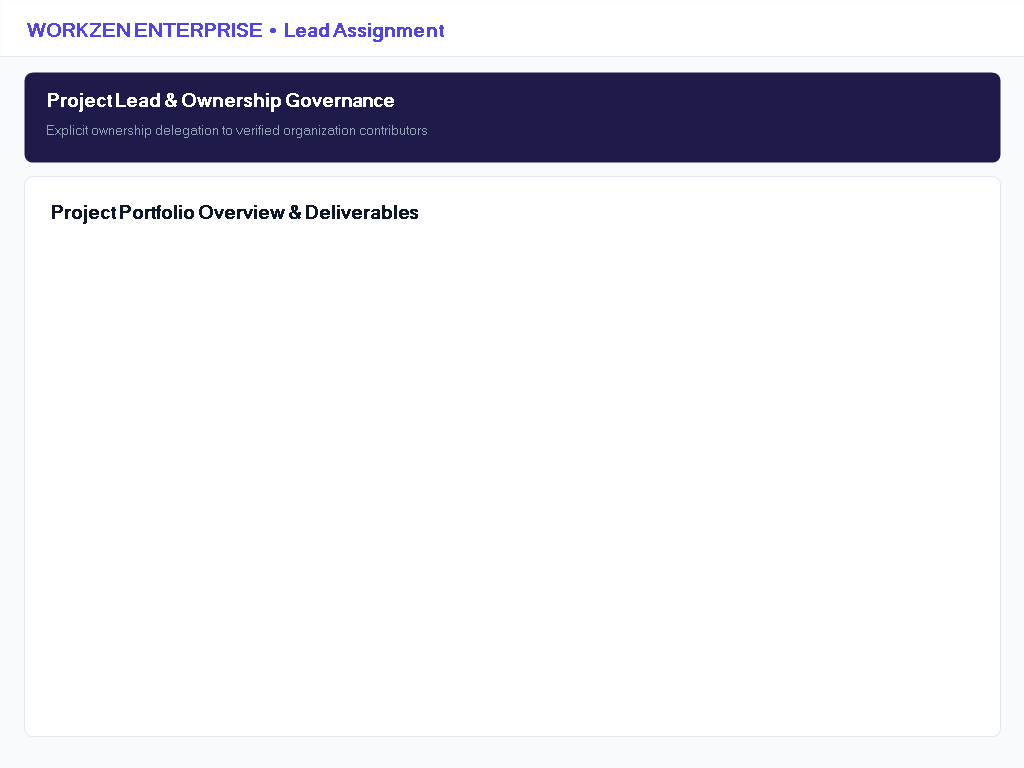 WORKZEN ENTERPRISE • Lead Assignment
Project Lead & Ownership Governance
Explicit ownership delegation to verified organization contributors
Project Portfolio Overview & Deliverables